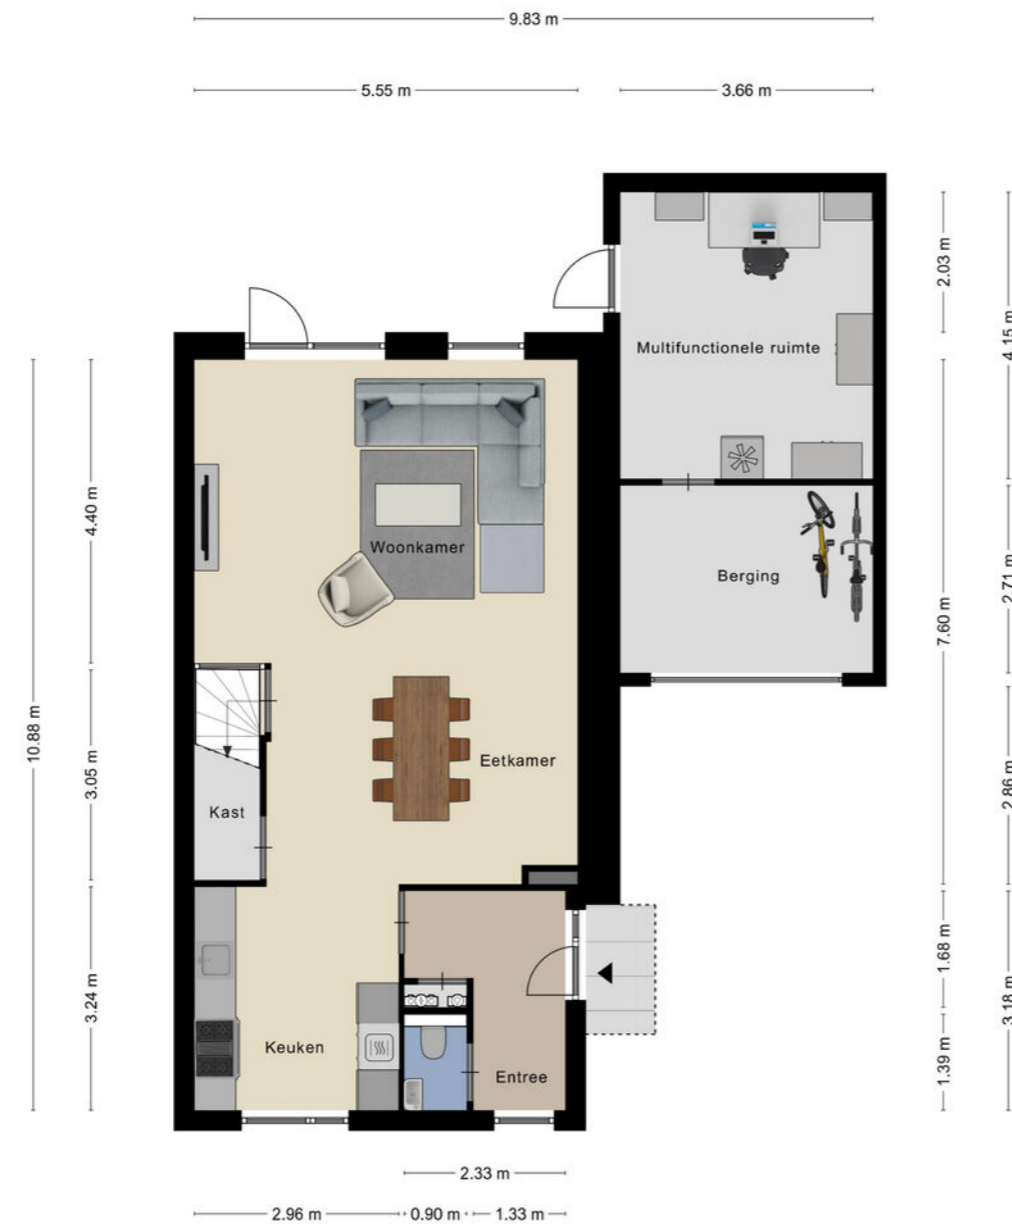 9.83 m
5.55 m
3.66 m
2.03 m
4.15 m
Multifunctionele ruimte
4.40 m
Woonkamer
Berging
2.71 m
7.60 m
10.88 m
3.05 m
Eetkamer
2.86 m
Kast
1.68 m
3.24 m
3.18 m
Keuken
Entree
1.39 m
2.33 m
2.96 m
0.90 m
1.33 m